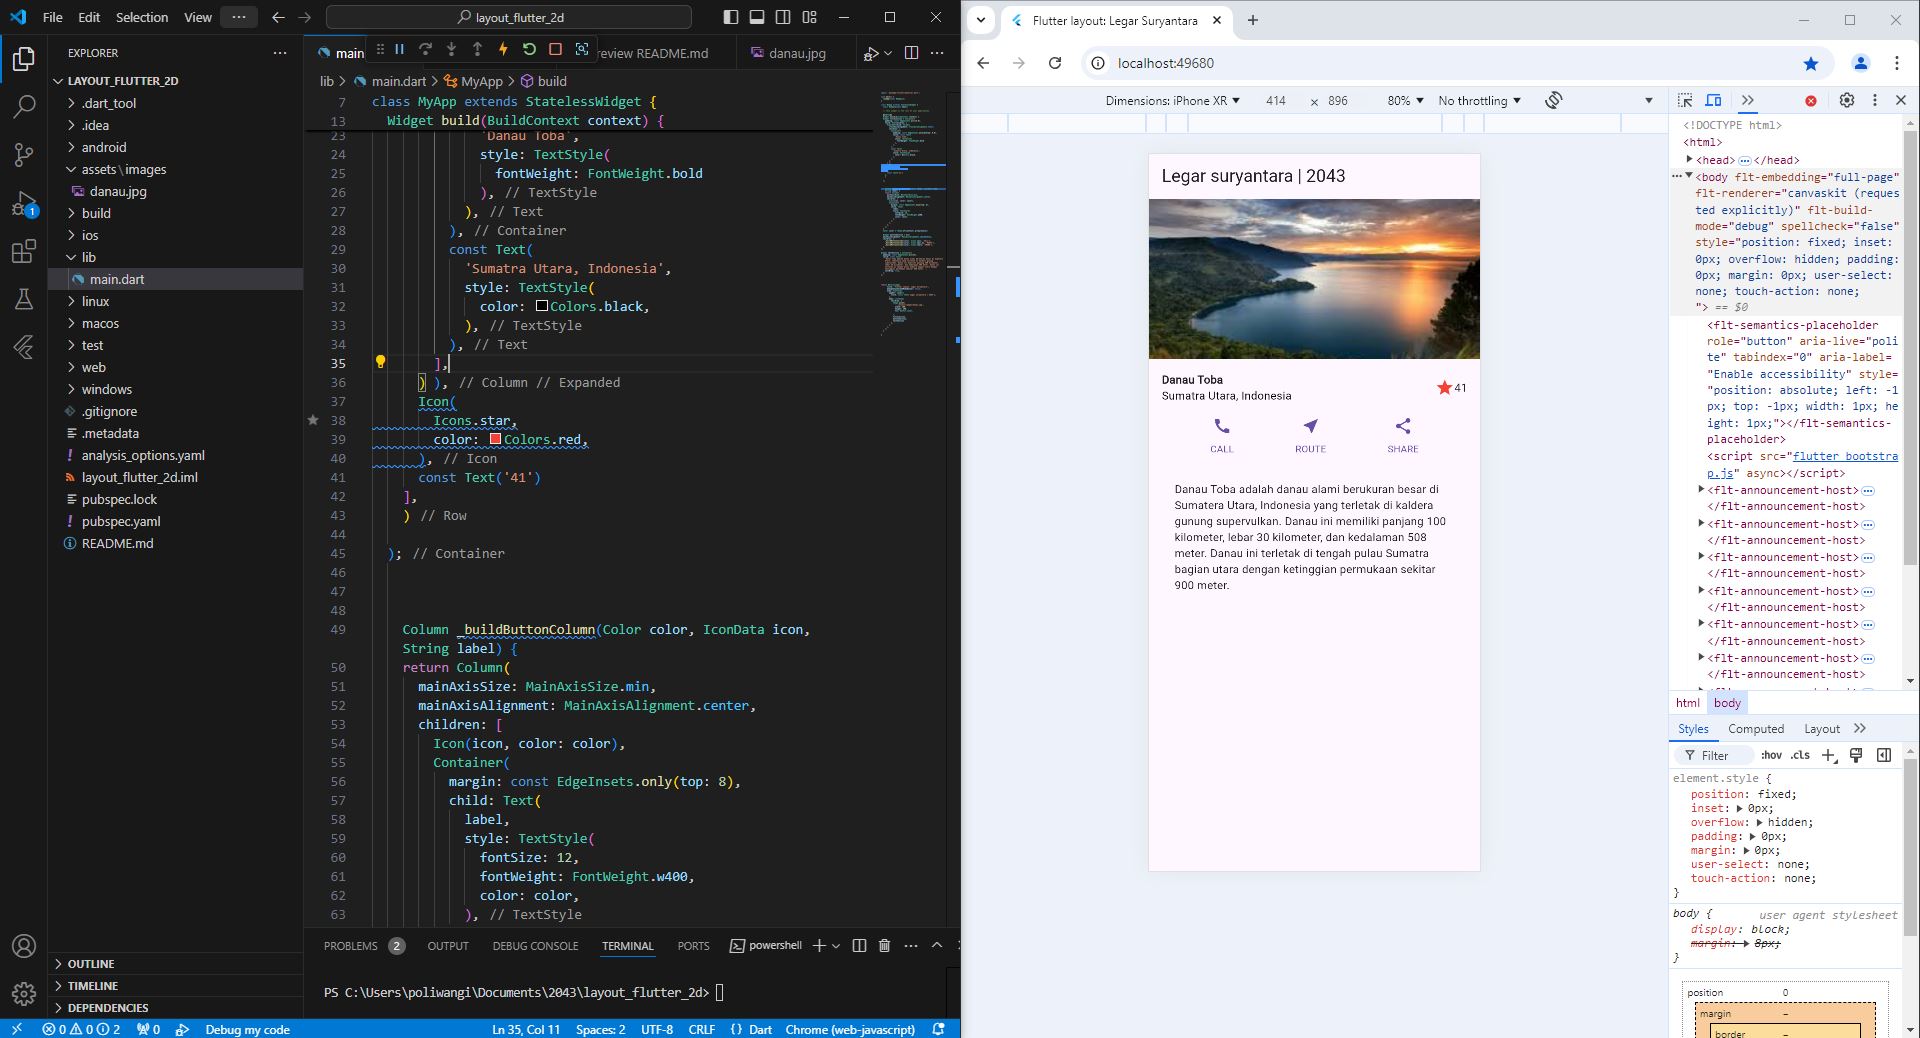 File Edit Selection View ··· layout_flutter_2d
EXPLORER
LAYOUT_FLUTTER_2D
.dart_tool
.idea
android
assets\images
danau.jpg
build
ios
lib
main.dart
linux
macos
test
web
windows
.gitignore
.metadata
analysis_options.yaml
layout_flutter_2d.iml
pubspec.lock
pubspec.yaml
README.md
1
OUTLINE
TIMELINE
DEPENDENCIES
main
review README.md
danau.jpg
lib > main.dart > MyApp > build
7 class MyApp extends StatelessWidget {
13 Widget build(BuildContext context) {
23 'Danau Toba',
24 style: TextStyle(
25 fontWeight: FontWeight.bold
26 ), // TextStyle
27 ), // Text
28 ), // Container
29 const Text(
30 'Sumatra Utara, Indonesia',
31 style: TextStyle(
32 color: Colors.black,
33 ), // TextStyle
34 ), // Text
35 ],
36 ) ), // Column // Expanded
37 Icon(
38 Icons.star,
39 color: Colors.red,
40 ), // Icon
41 const Text('41')
42 ],
43 ) // Row
44
45 ); // Container
46
47
48
49 Column _buildButtonColumn(Color color, IconData icon,
String label) {
50 return Column(
51 mainAxisSize: MainAxisSize.min,
52 mainAxisAlignment: MainAxisAlignment.center,
53 children: [
54 Icon(icon, color: color),
55 Container(
56 margin: const EdgeInsets.only(top: 8),
57 child: Text(
58 label,
59 style: TextStyle(
60 fontSize: 12,
61 fontWeight: FontWeight.w400,
62 color: color,
63 ), // TextStyle
PROBLEMS 2 OUTPUT DEBUG CONSOLE TERMINAL PORTS powershell
PS C:\Users\poliwangi\Documents\2043\layout_flutter_2d>
0 0 2 0 Debug my code Ln 35, Col 11 Spaces: 2 UTF-8 CRLF {} Dart Chrome (web-javascript)
Flutter layout: Legar Suryantara
localhost:49680
Dimensions: iPhone XR 414 × 896 80% No throttling
Legar suryantara | 2043
Danau Toba
Sumatra Utara, Indonesia
41
CALL ROUTE SHARE
Danau Toba adalah danau alami berukuran besar di
Sumatera Utara, Indonesia yang terletak di kaldera
gunung supervulkan. Danau ini memiliki panjang 100
kilometer, lebar 30 kilometer, dan kedalaman 508
meter. Danau ini terletak di tengah pulau Sumatra
bagian utara dengan ketinggian permukaan sekitar
900 meter.
<!DOCTYPE html>
<html>
<head> ··· </head>
··· <body flt-embedding="full-page"
flt-renderer="canvaskit (reques
ted explicitly)" flt-build-
mode="debug" spellcheck="false"
style="position: fixed; inset:
0px; overflow: hidden; padding:
0px; margin: 0px; user-select:
none; touch-action: none;
"> == $0
<flt-semantics-placeholder
role="button" aria-live="poli
te" tabindex="0" aria-label=
"Enable accessibility" style=
"position: absolute; left: -1
px; top: -1px; width: 1px; he
ight: 1px;"></flt-semantics-
placeholder>
<script src="flutter_bootstra
p.js" async></script>
<flt-announcement-host> ···
</flt-announcement-host>
<flt-announcement-host> ···
</flt-announcement-host>
<flt-announcement-host> ···
</flt-announcement-host>
<flt-announcement-host> ···
</flt-announcement-host>
<flt-announcement-host> ···
</flt-announcement-host>
<flt-announcement-host> ···
</flt-announcement-host>
html body
Styles Computed Layout
Filter :hov .cls
element.style {
position: fixed;
inset: 0px;
overflow: hidden;
padding: 0px;
margin: 0px;
user-select: none;
touch-action: none;
}
body { user agent stylesheet
display: block;
margin: 8px;
}
position 0
margin –
border –